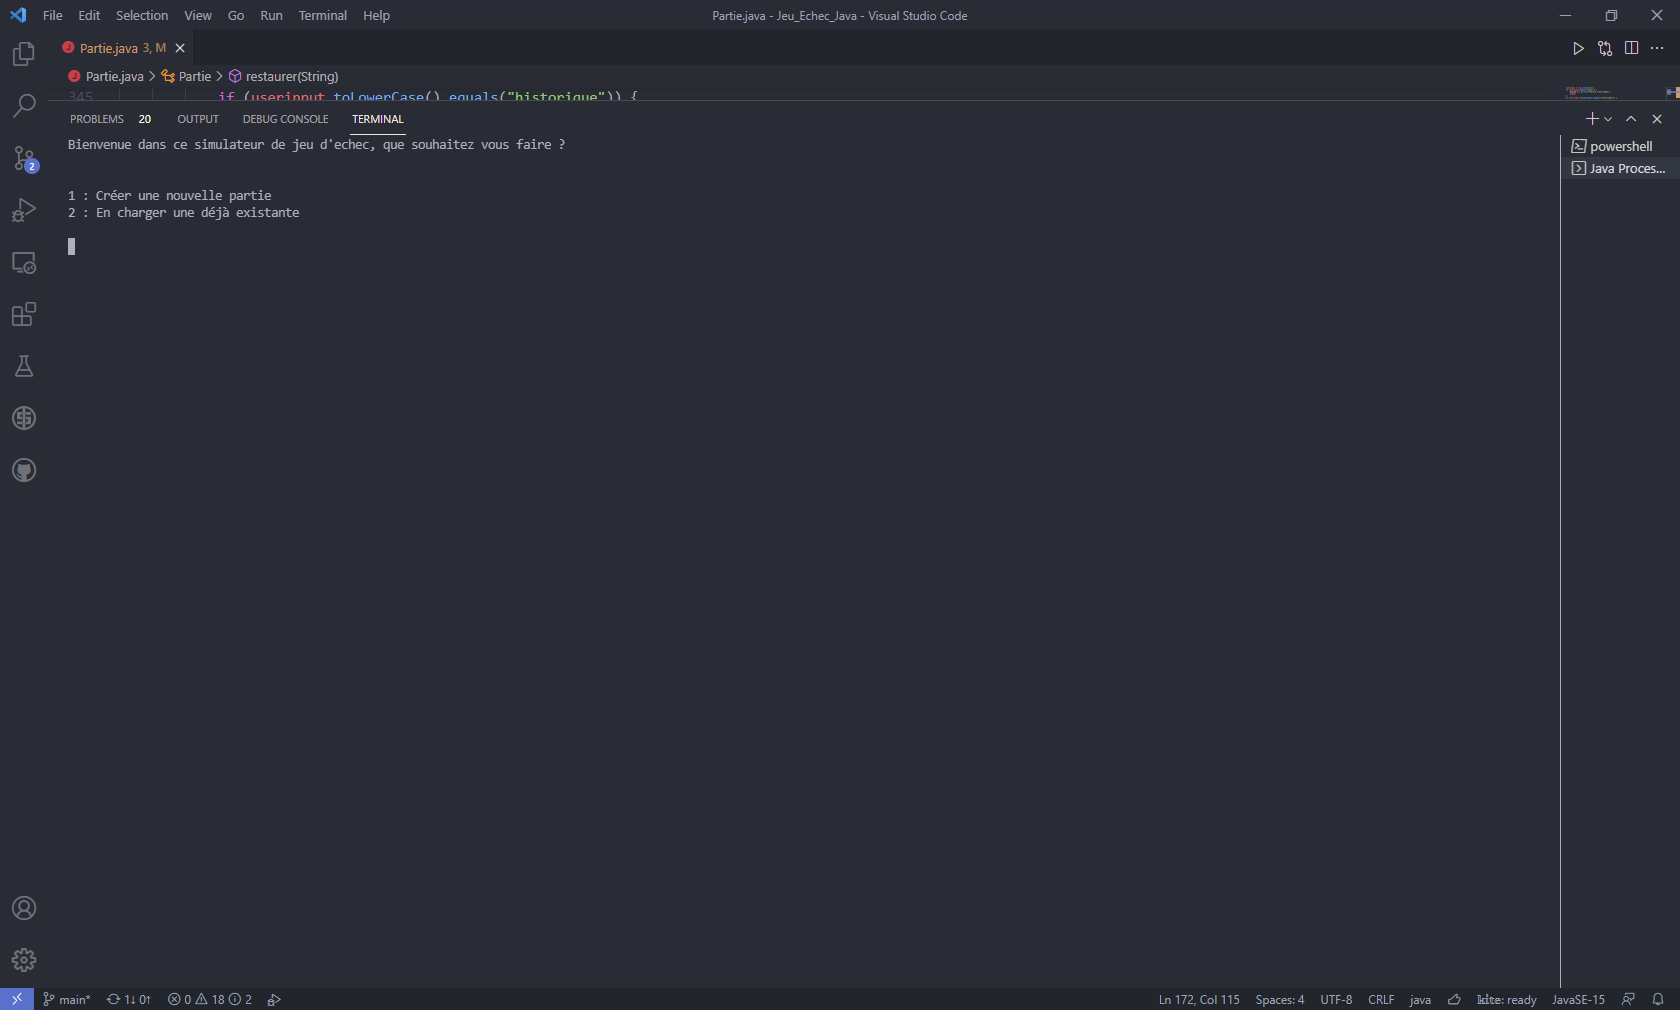 File Edit Selection View Go Run Terminal Help Partie.java - Jeu_Echec_Java - Visual Studio Code
Partie.java 3, M
Partie.java > Partie > restaurer(String)
345 if (userinput.toLowerCase().equals("historique")) {
PROBLEMS 20 OUTPUT DEBUG CONSOLE TERMINAL
Bienvenue dans ce simulateur de jeu d'echec, que souhaitez vous faire ?
1 : Créer une nouvelle partie
2 : En charger une déjà existante
powershell
Java Proces...
2
main* 1↓ 0↑ 0 18 2 Ln 172, Col 115 Spaces: 4 UTF-8 CRLF java kite: ready JavaSE-15